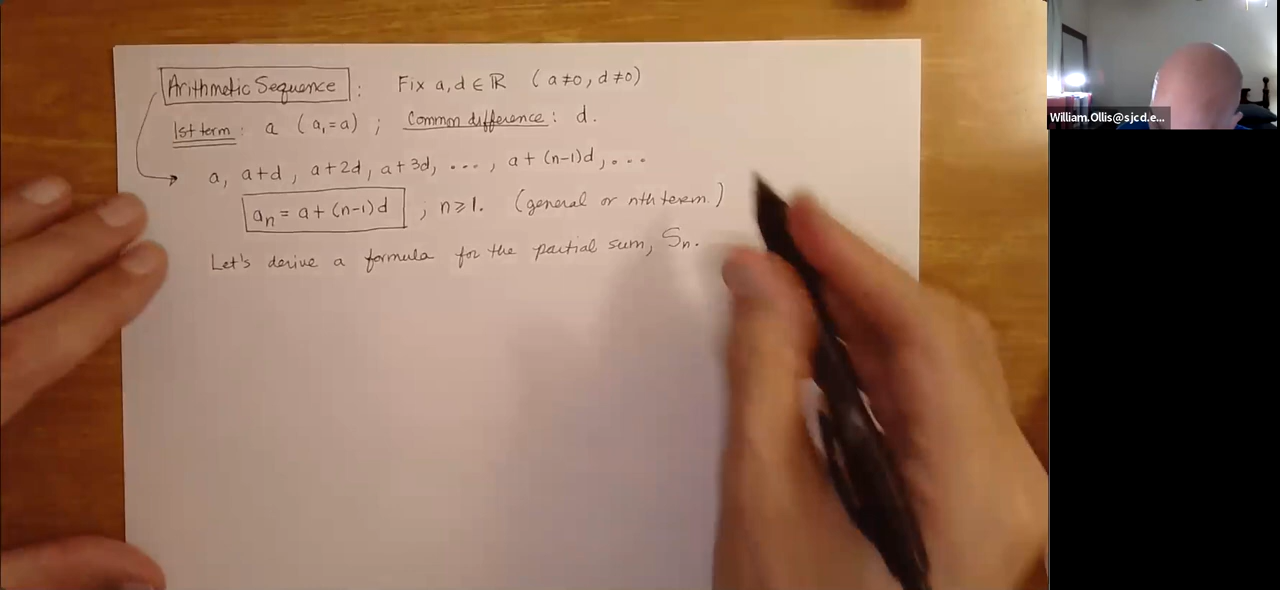 Arithmetic Sequence : Fix a, d ∈ ℝ (a≠0, d≠0)
1st term: a (a₁=a) ; Common difference: d.
a, a+d, a+2d, a+3d, ..., a+(n-1)d, ...
aₙ = a+(n-1)d ; n≥1. (general or nth term.)
Let's derive a formula for the partial sum, Sₙ.
William.Ollis@sjcd.e...